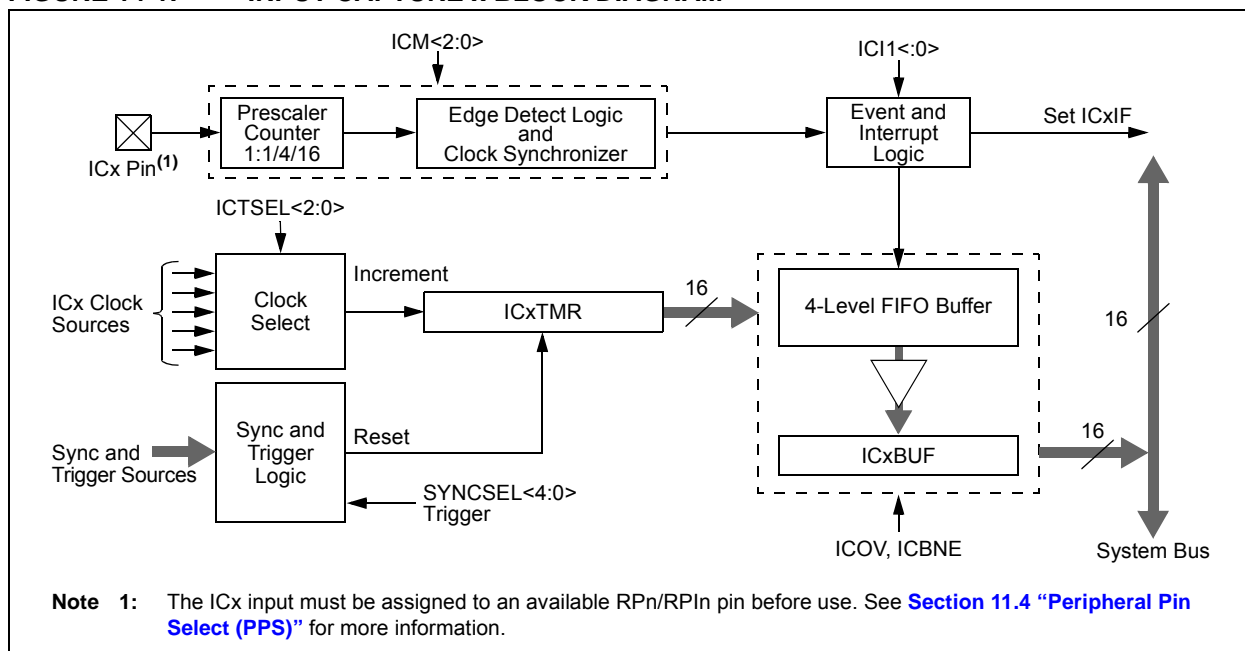 ICM<2:0>
ICI1<:0>
Prescaler
Counter
1:1/4/16
Edge Detect Logic
and
Clock Synchronizer
Event and
Interrupt
Logic
Set ICxIF
ICx Pin(1)
ICTSEL<2:0>
ICx Clock
Sources
Clock
Select
Increment
ICxTMR
16
4-Level FIFO Buffer
16
Sync and
Trigger Sources
Sync and
Trigger
Logic
Reset
SYNCSEL<4:0>
Trigger
ICxBUF
16
ICOV, ICBNE
System Bus
Note 1: The ICx input must be assigned to an available RPn/RPIn pin before use. See Section 11.4 “Peripheral Pin
Select (PPS)” for more information.